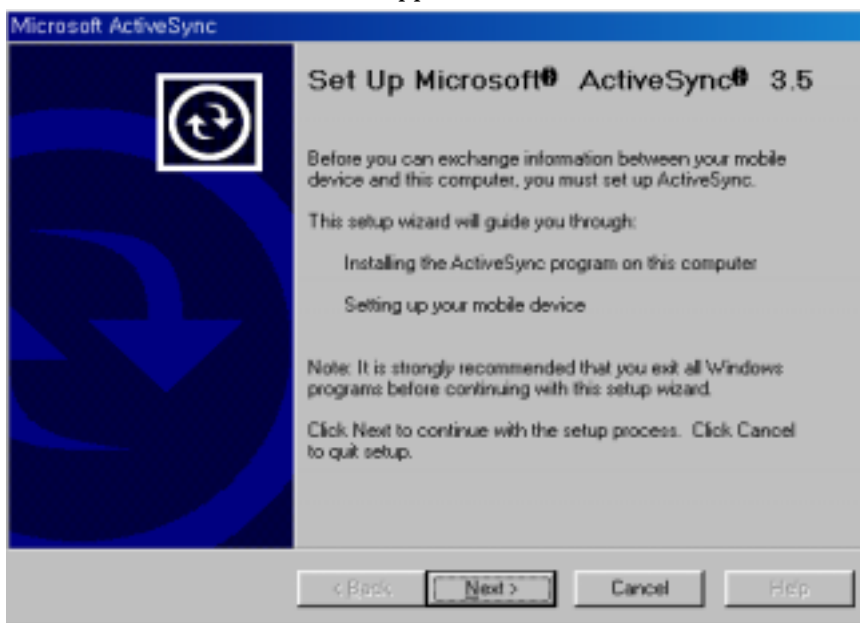 Microsoft ActiveSync
Set Up Microsoft® ActiveSync® 3.5
Before you can exchange information between your mobile
device and this computer, you must set up ActiveSync.
This setup wizard will guide you through:
Installing the ActiveSync program on this computer
Setting up your mobile device
Note: It is strongly recommended that you exit all Windows
programs before continuing with this setup wizard.
Click Next to continue with the setup process. Click Cancel
to quit setup.
< Back Next > Cancel Help